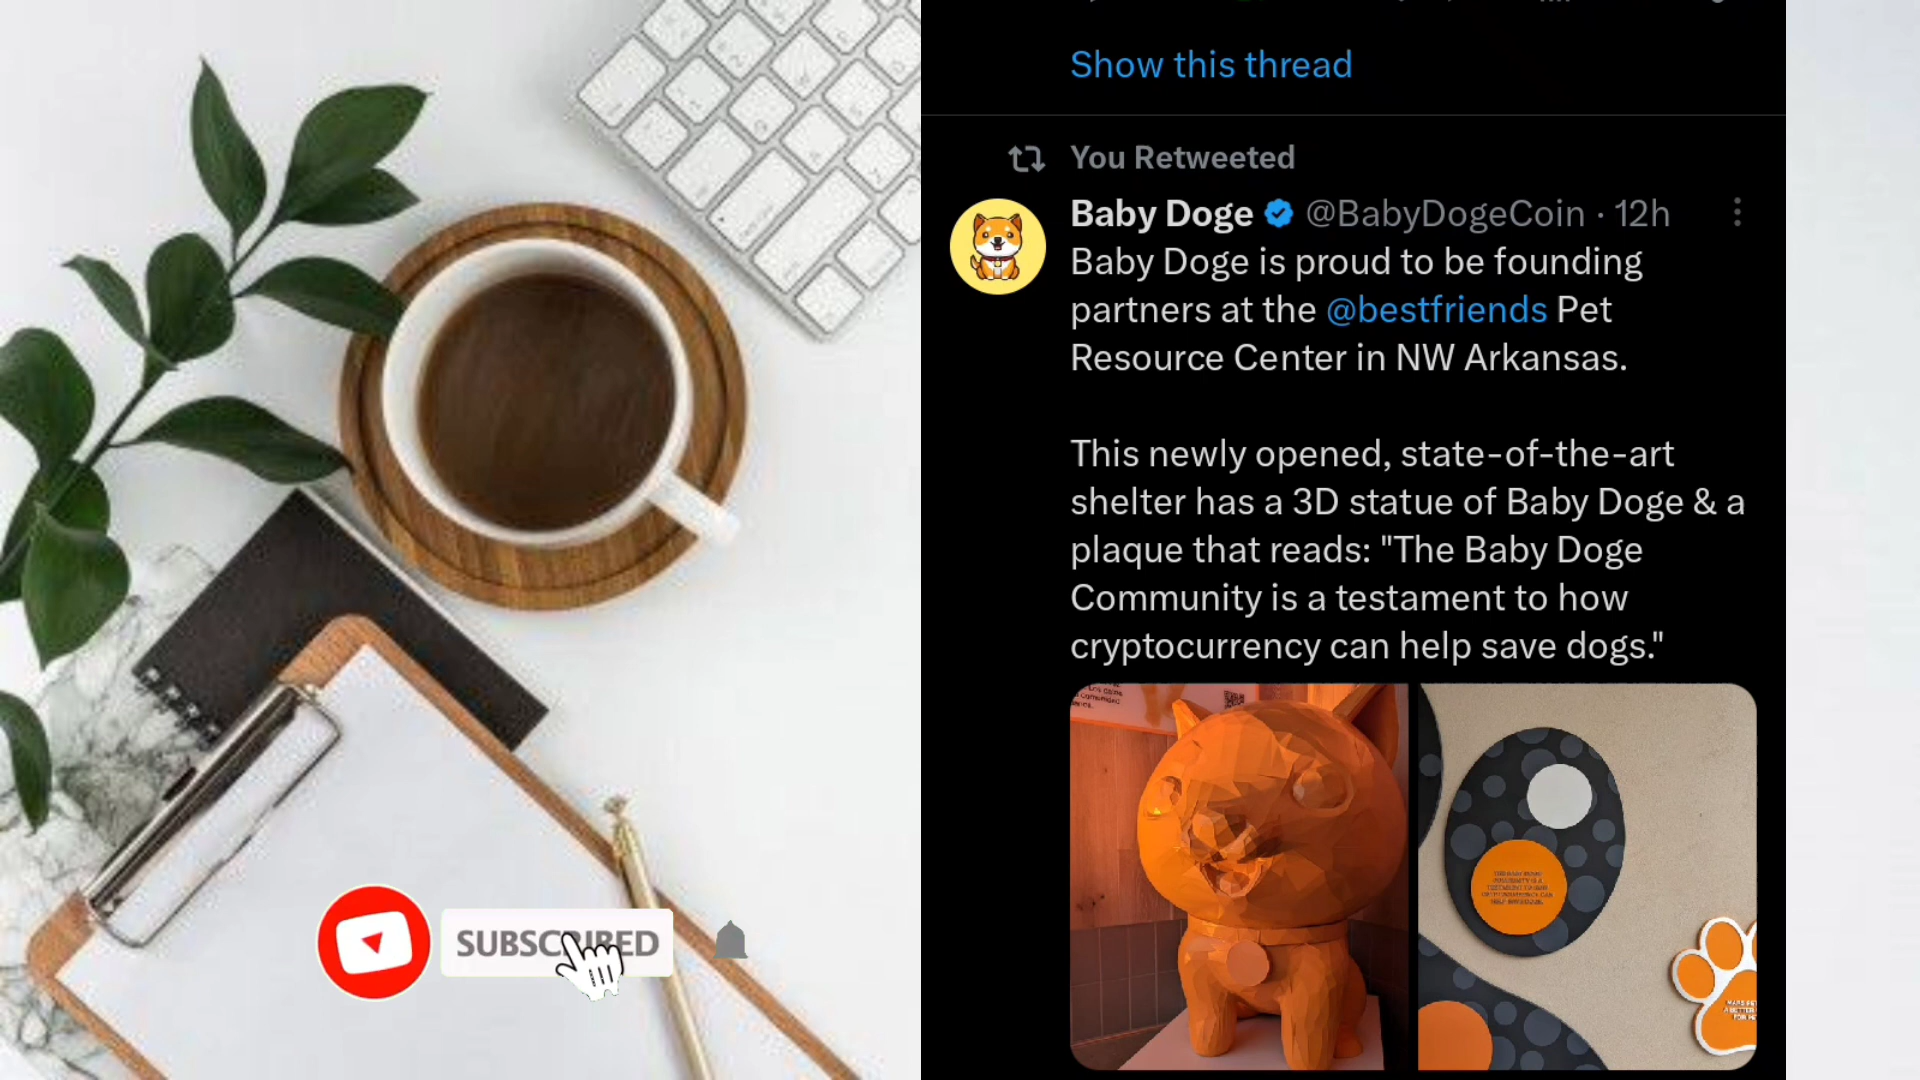 Show this thread
You Retweeted
Baby Doge @BabyDogeCoin · 12h
Baby Doge is proud to be founding
partners at the @bestfriends Pet
Resource Center in NW Arkansas.
This newly opened, state-of-the-art
shelter has a 3D statue of Baby Doge & a
plaque that reads: "The Baby Doge
Community is a testament to how
cryptocurrency can help save dogs."
SUBSCRIBED